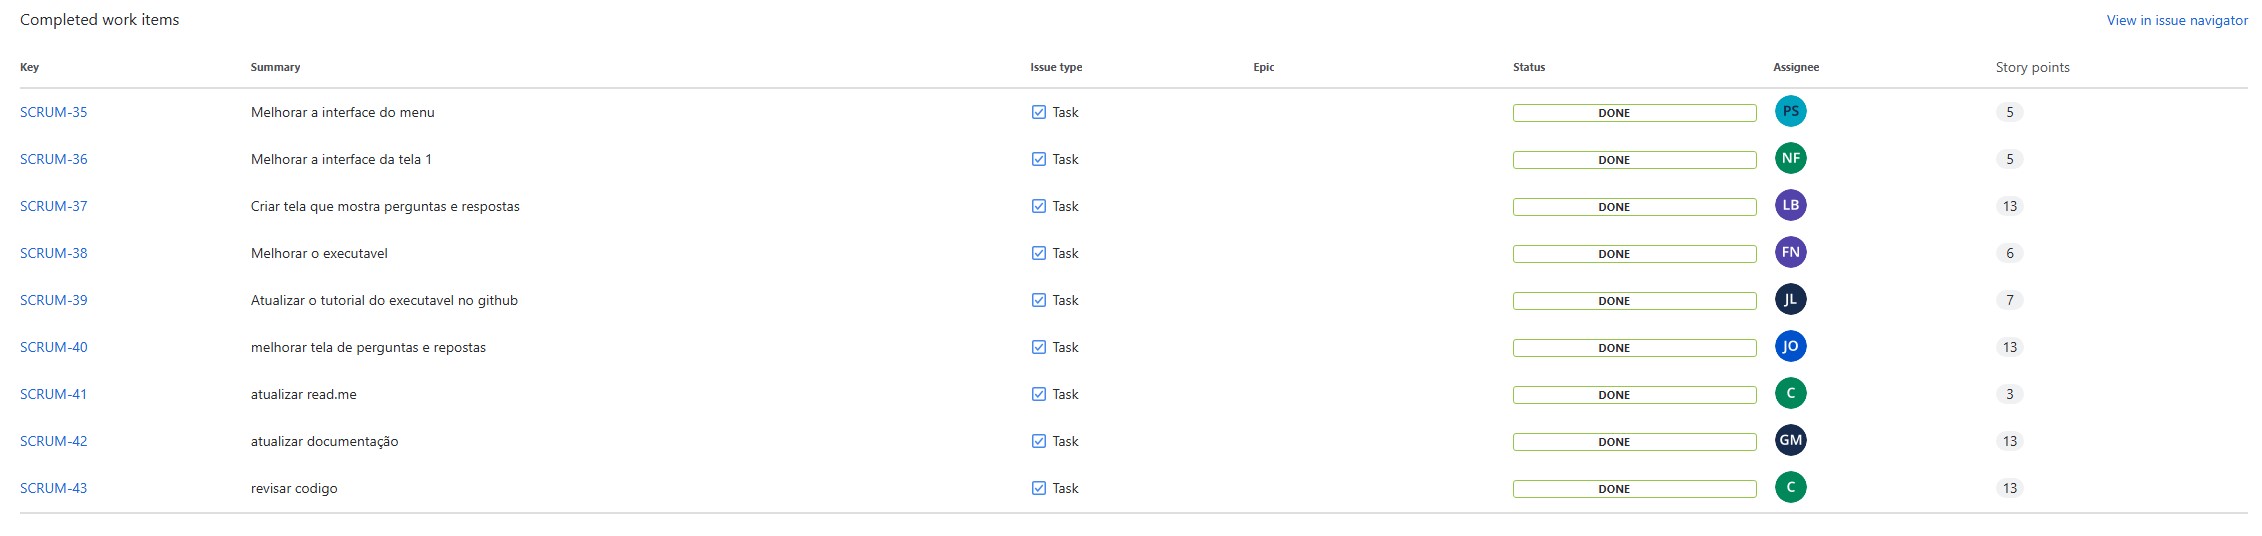 Completed work items View in issue navigator
Key Summary Issue type Epic Status Assignee Story points
SCRUM-35 Melhorar a interface do menu Task DONE PS 5
SCRUM-36 Melhorar a interface da tela 1 Task DONE NF 5
SCRUM-37 Criar tela que mostra perguntas e respostas Task DONE LB 13
SCRUM-38 Melhorar o executavel Task DONE FN 6
SCRUM-39 Atualizar o tutorial do executavel no github Task DONE JL 7
SCRUM-40 melhorar tela de perguntas e repostas Task DONE JO 13
SCRUM-41 atualizar read.me Task DONE C 3
SCRUM-42 atualizar documentação Task DONE GM 13
SCRUM-43 revisar codigo Task DONE C 13